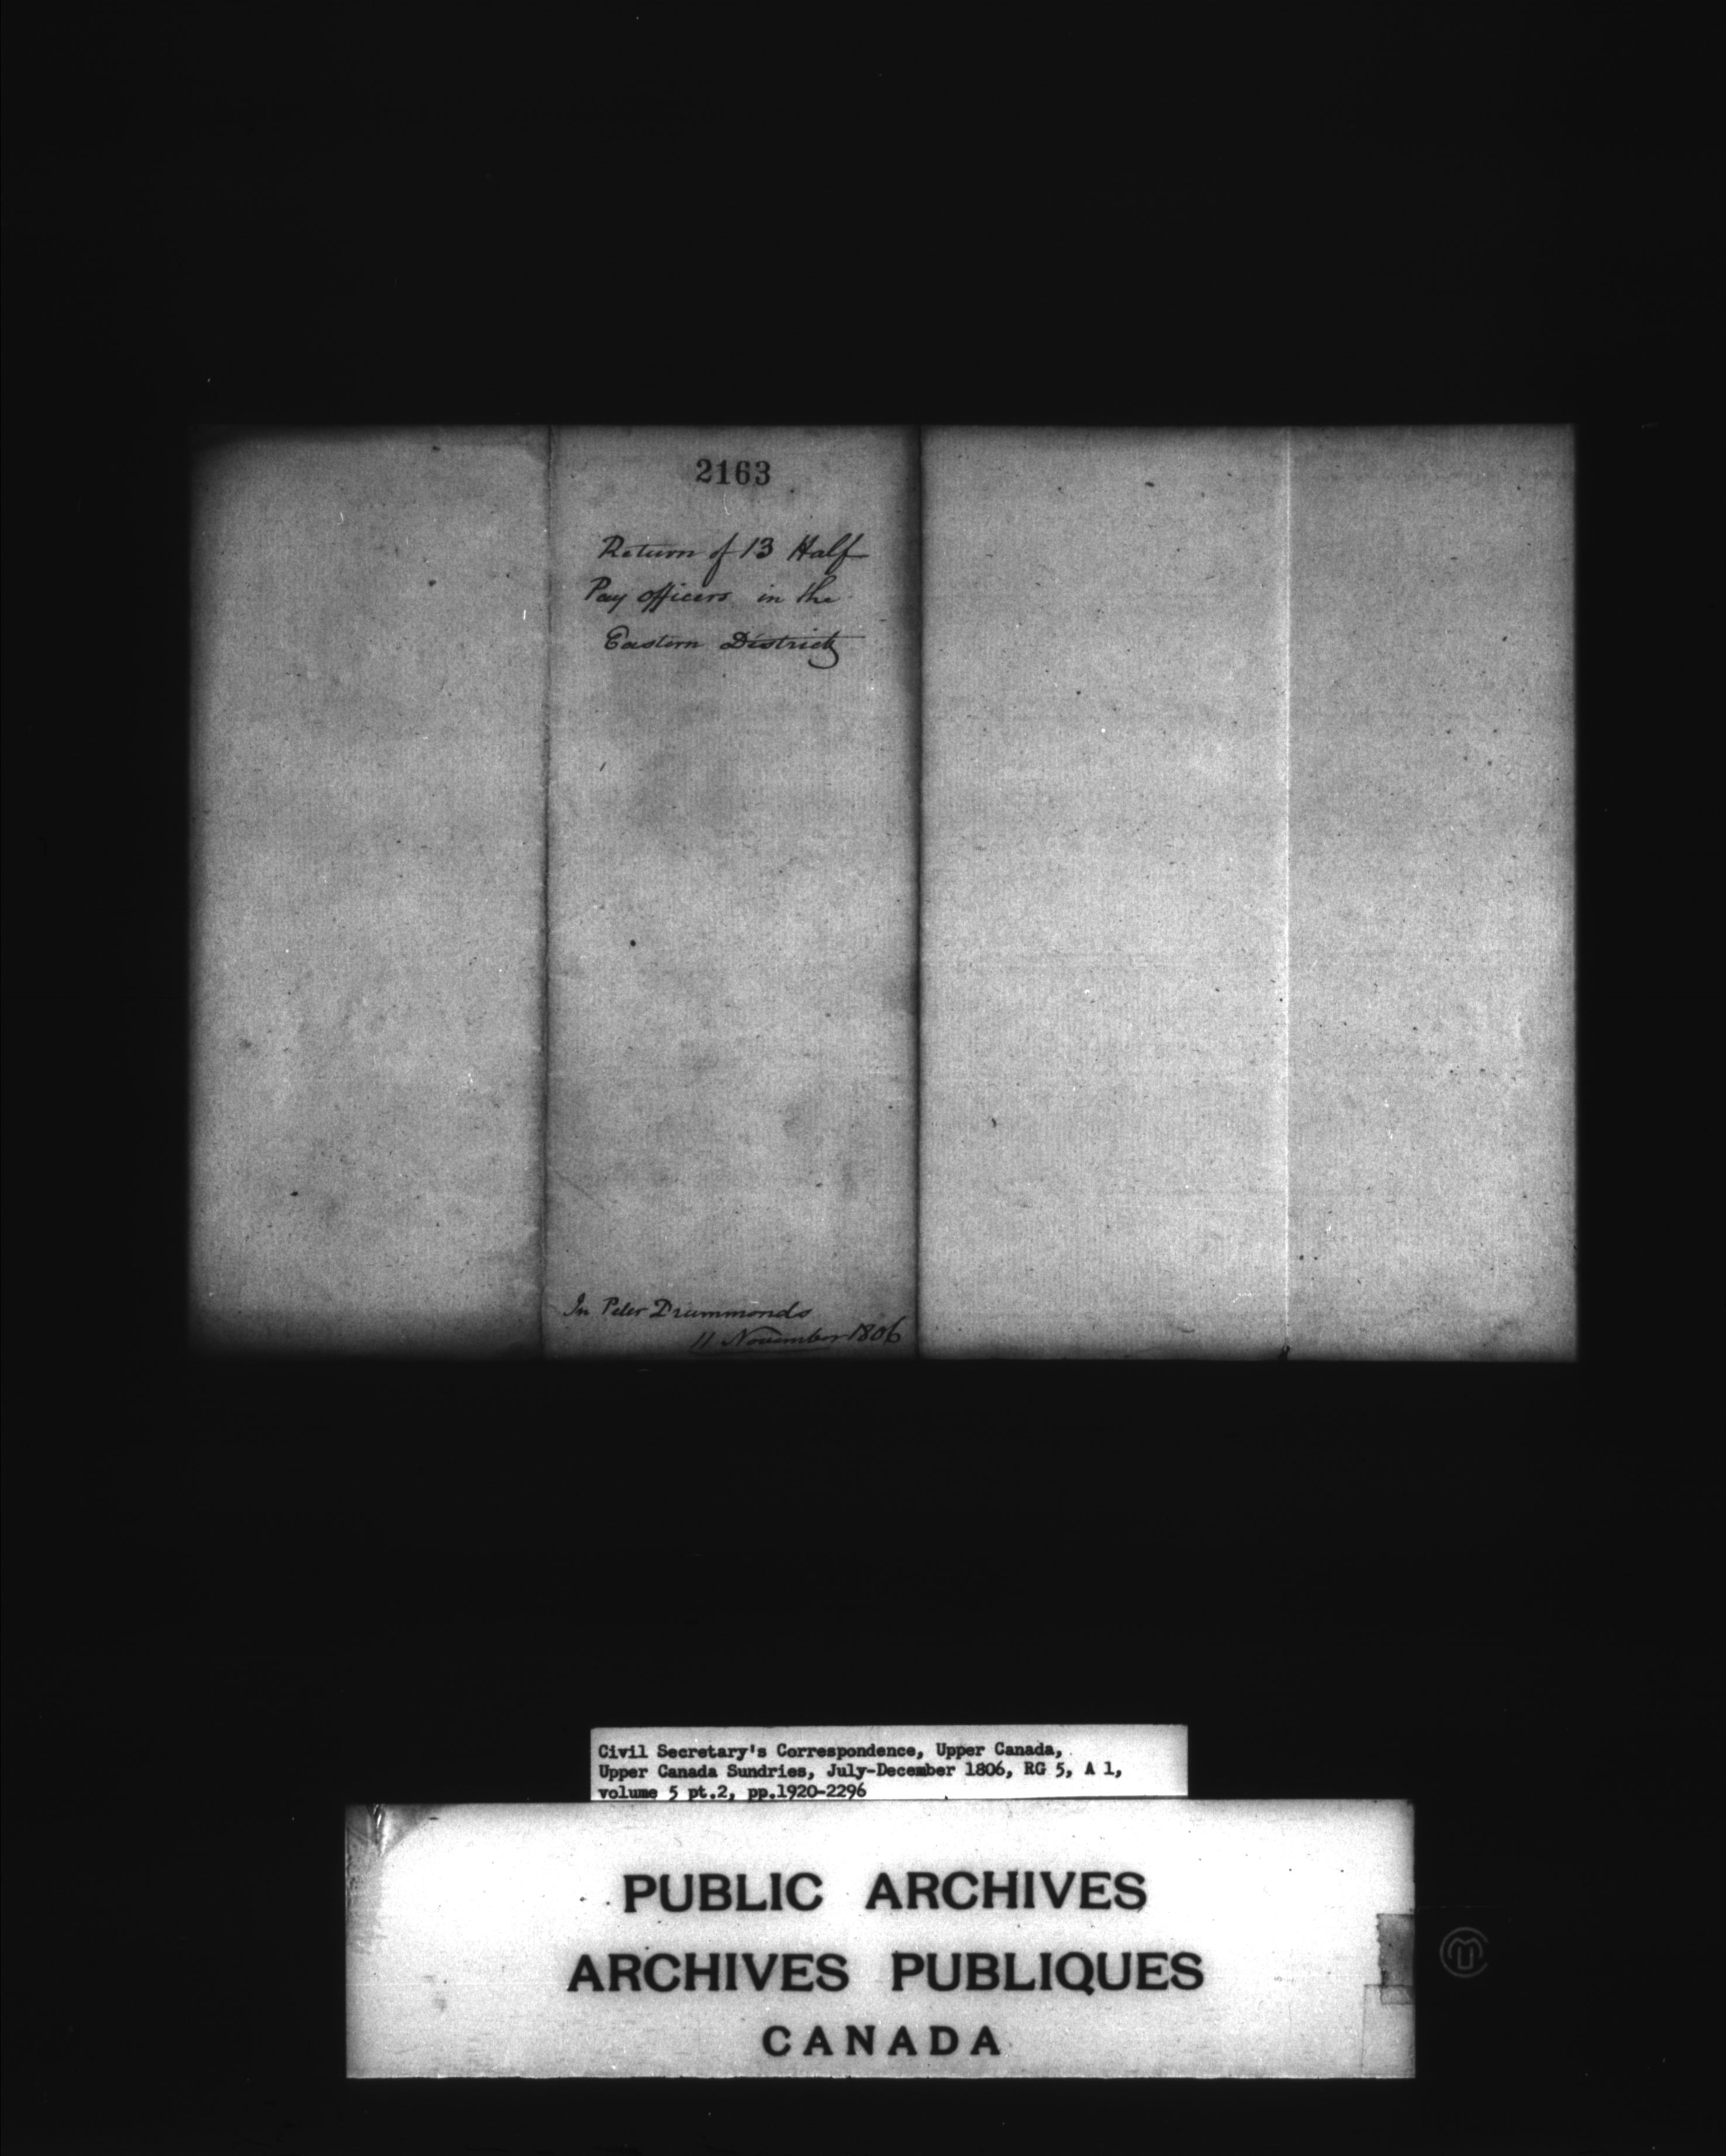 2163
Return of 13 Half
Pay officers in the
Eastern District
In Peter Drummonds
11 November 1806
Civil Secretary's Correspondence, Upper Canada,
Upper Canada Sundries, July-December 1806, RG 5, A 1,
volume 5 pt.2, pp.1920-2296
PUBLIC ARCHIVES
ARCHIVES PUBLIQUES
CANADA